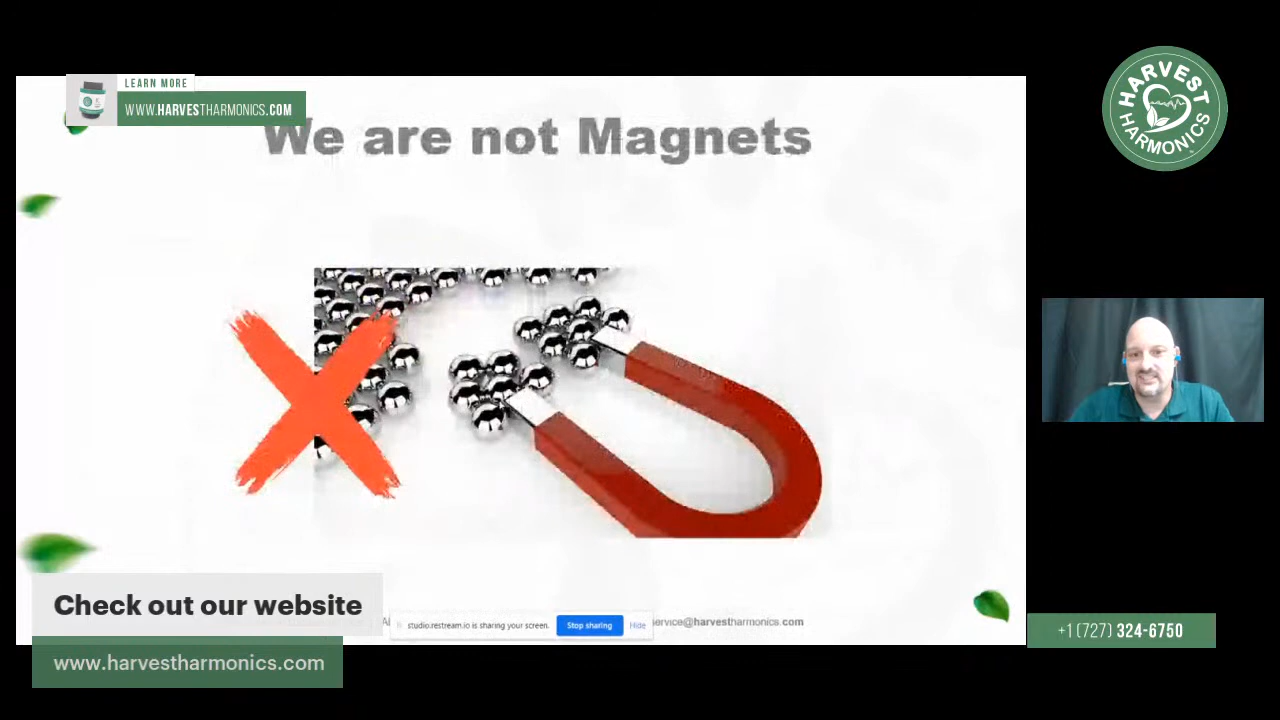 LEARN MORE
WWW.HARVESTHARMONICS.COM
HARVEST
HARMONICS
We are not Magnets
Check out our website
studio.restream.io is sharing your screen.
Stop sharing
Hide
ervice@harvestharmonics.com
+1 (727) 324-6750
www.harvestharmonics.com